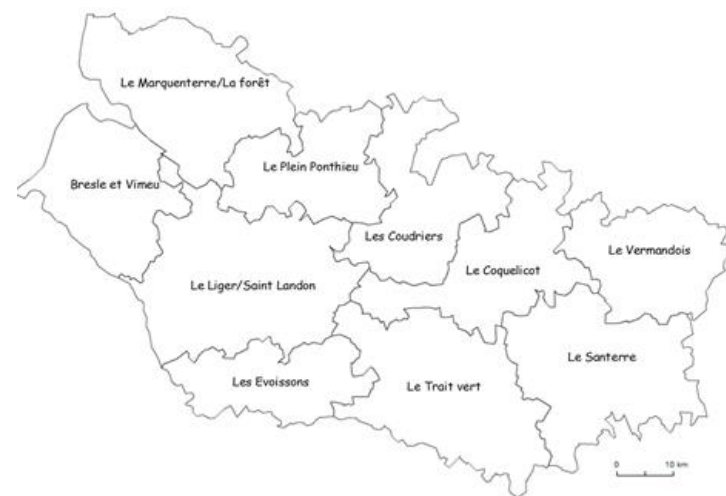 Le Marquenterre/La forêt
Le Plein Ponthieu
Bresle et Vimeu
Les Coudriers
Le Vermandois
Le Coquelicot
Le Liger/Saint Landon
Le Santerre
Les Evoissons
Le Trait vert
0 10 km